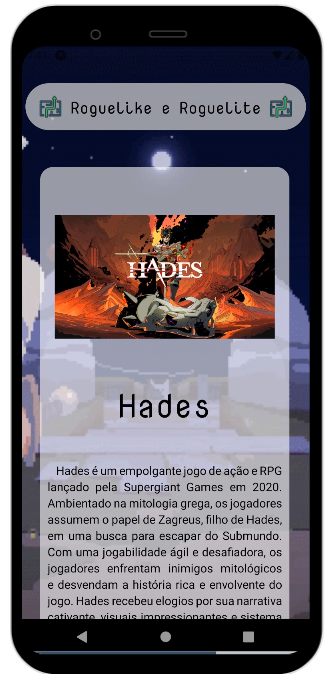 Roguelike e Roguelite
HADES
Hades
Hades é um empolgante jogo de ação e RPG
lançado pela Supergiant Games em 2020.
Ambientado na mitologia grega, os jogadores
assumem o papel de Zagreus, filho de Hades,
em uma busca para escapar do Submundo.
Com uma jogabilidade ágil e desafiadora, os
jogadores enfrentam inimigos mitológicos
e desvendam a história rica e envolvente do
jogo. Hades recebeu elogios por sua narrativa
cativante, visuais impressionantes e sistema